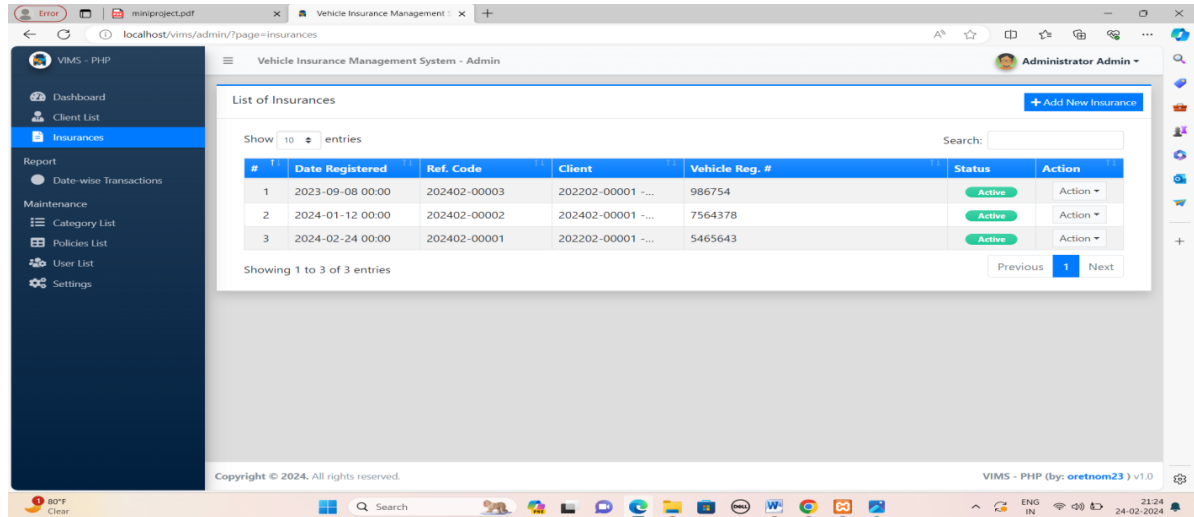 Error miniproject.pdf Vehicle Insurance Management S
localhost/vims/admin/?page=insurances
VIMS - PHP
Vehicle Insurance Management System - Admin
Administrator Admin
Dashboard
Client List
Insurances
Report
Date-wise Transactions
Maintenance
Category List
Policies List
User List
Settings
List of Insurances
+ Add New Insurance
Show 10 entries
Search:
# Date Registered Ref. Code Client Vehicle Reg. # Status Action
1 2023-09-08 00:00 202402-00003 202202-00001 -... 986754 Active Action
2 2024-01-12 00:00 202402-00002 202402-00001 -... 7564378 Active Action
3 2024-02-24 00:00 202402-00001 202202-00001 -... 5465643 Active Action
Showing 1 to 3 of 3 entries
Previous 1 Next
Copyright © 2024. All rights reserved.
VIMS - PHP (by: oretnom23 ) v1.0
1 80°F
Clear
Search
ENG
IN
21:24
24-02-2024